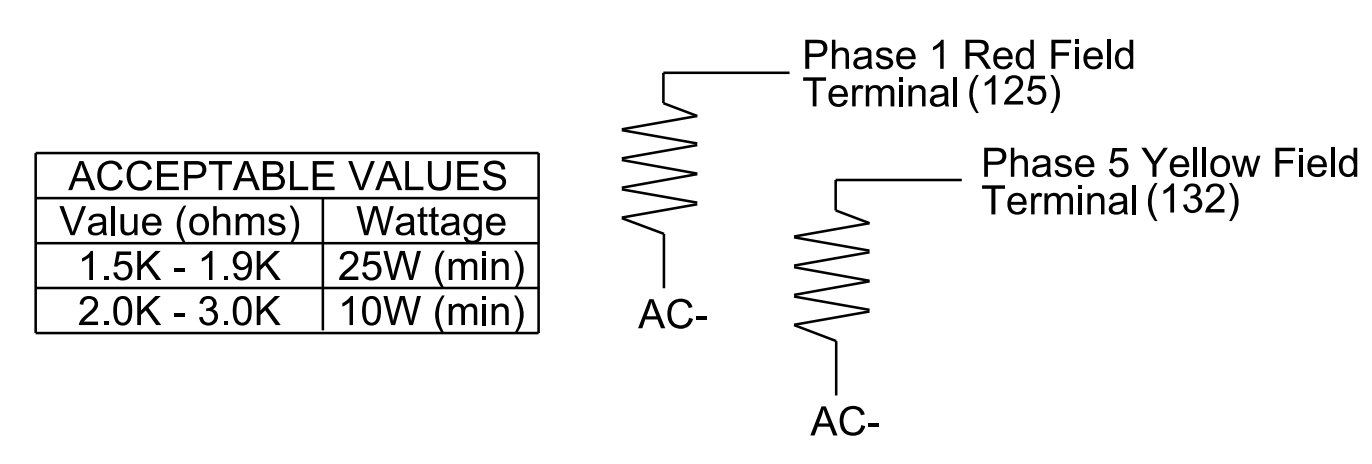 ACCEPTABLE VALUES
Value (ohms) Wattage
1.5K - 1.9K 25W (min)
2.0K - 3.0K 10W (min)
Phase 1 Red Field
Terminal (125)
AC-
Phase 5 Yellow Field
Terminal (132)
AC-